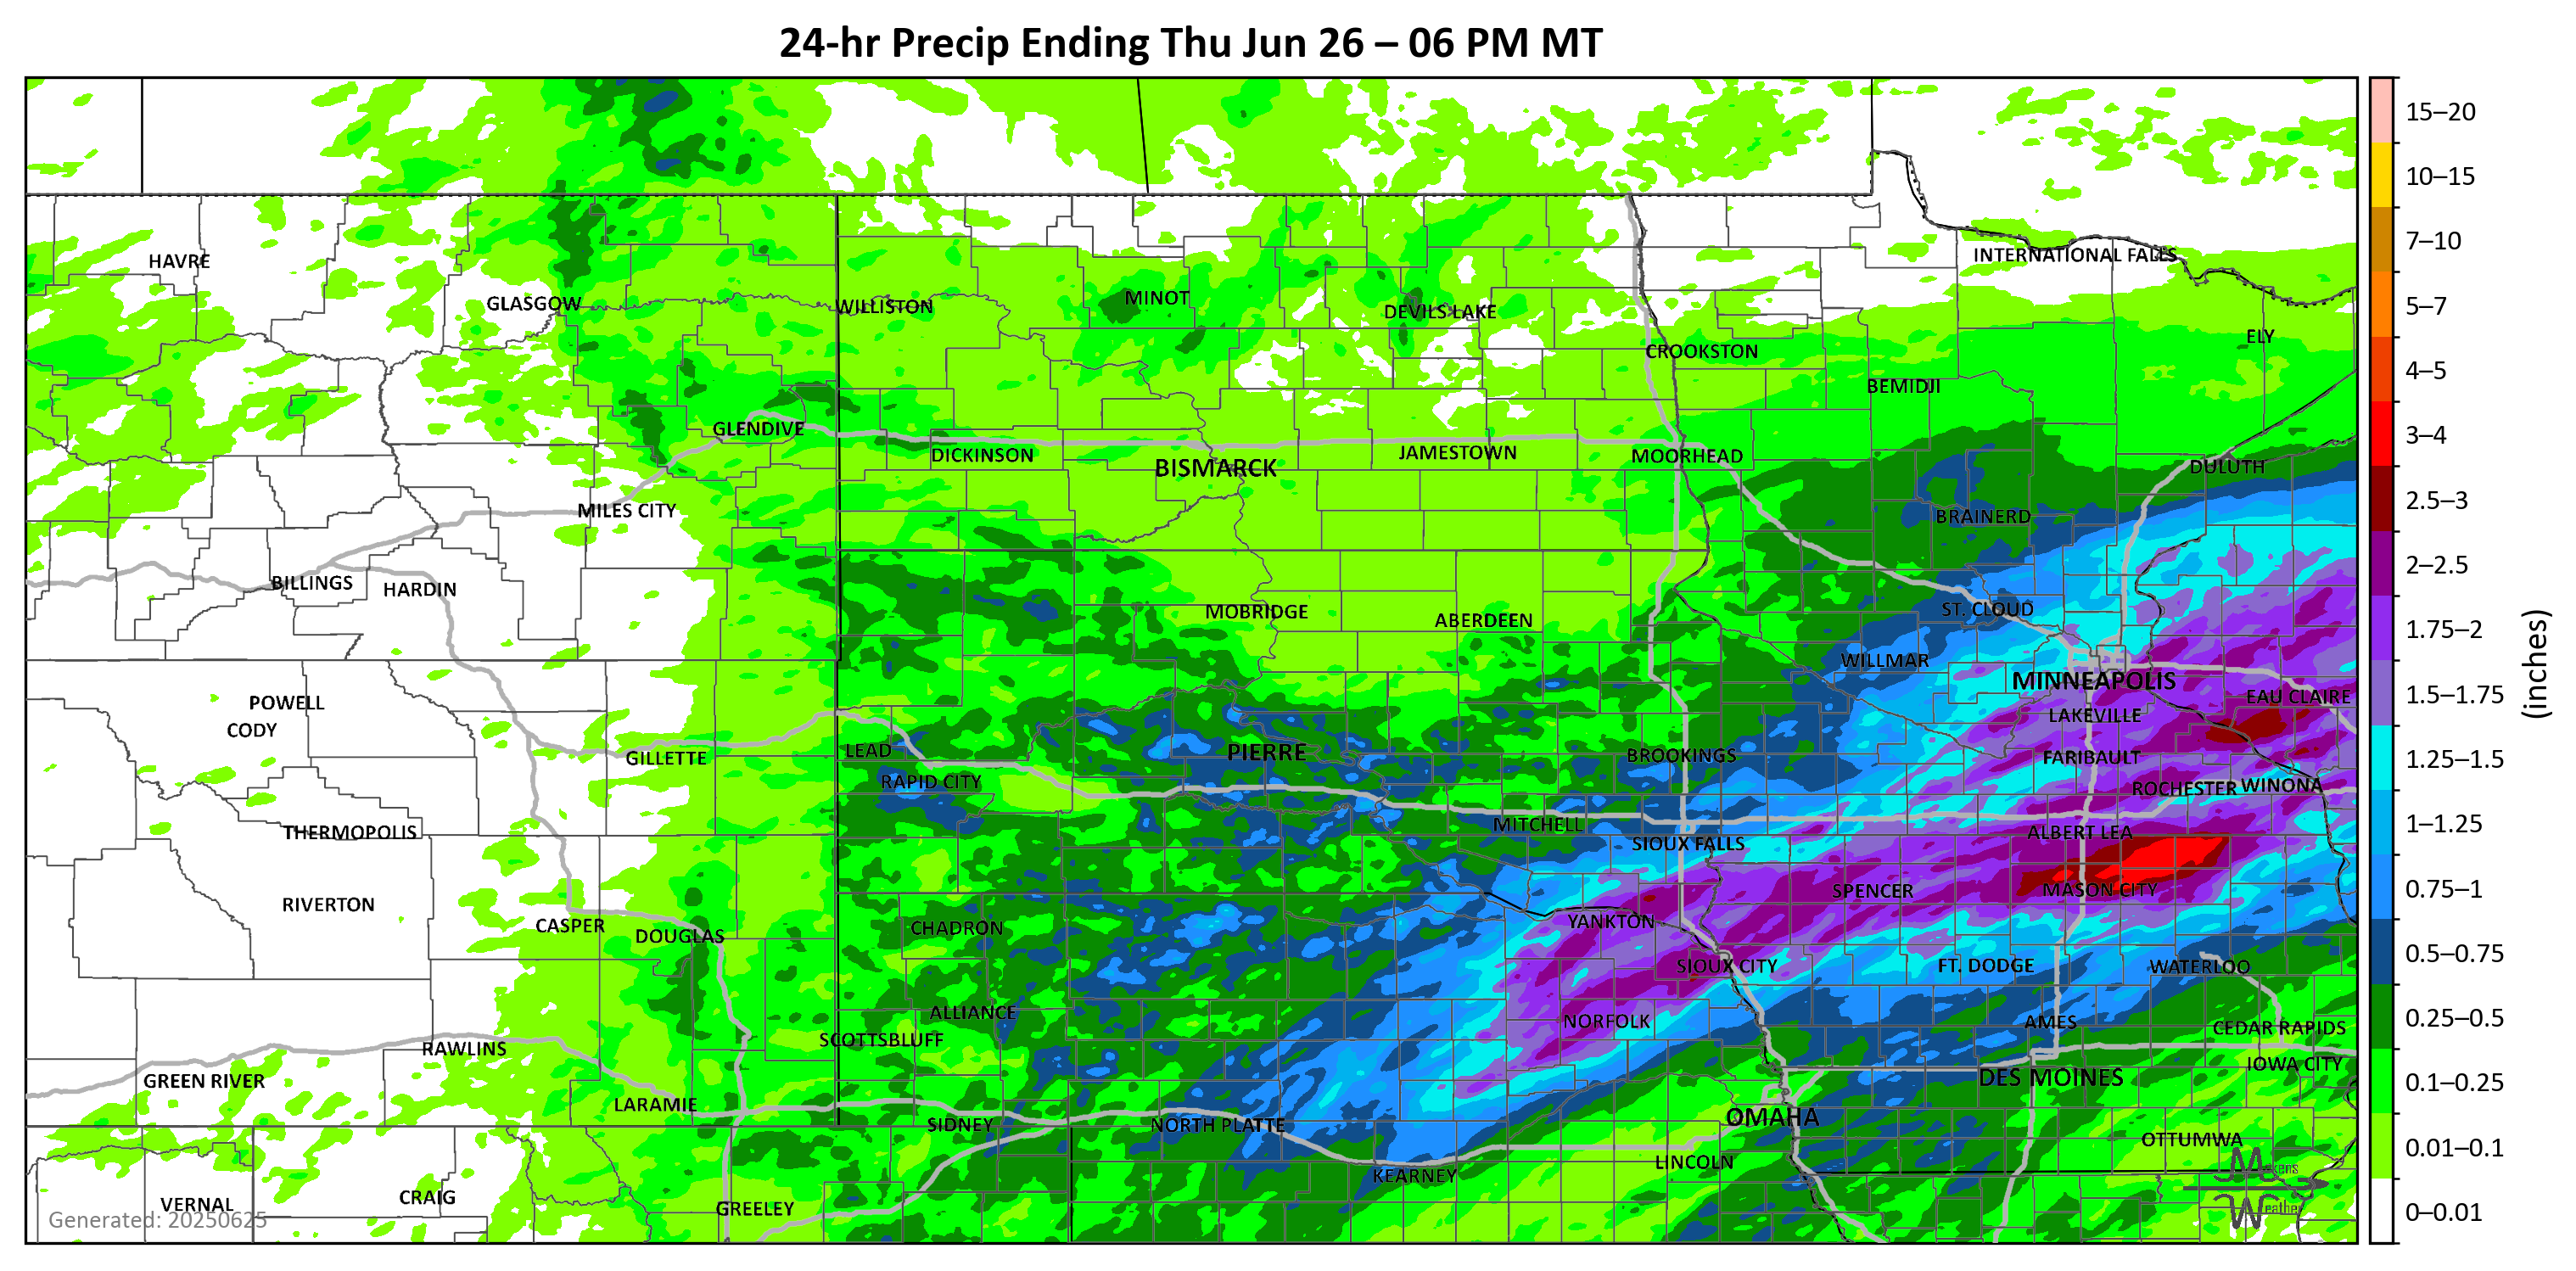 24-hr Precip Ending Thu Jun 26 – 06 PM MT
15–20
10–15
7–10
5–7
4–5
3–4
2.5–3
2–2.5
1.75–2
1.5–1.75
1.25–1.5
1–1.25
0.75–1
0.5–0.75
0.25–0.5
0.1–0.25
0.01–0.1
0–0.01
(inches)
HAVRE
INTERNATIONAL FALLS
GLASGOW
WILLISTON
MINOT
DEVILS LAKE
ELY
CROOKSTON
BEMIDJI
GLENDIVE
DICKINSON
BISMARCK
JAMESTOWN
MOORHEAD
DULUTH
MILES CITY
BRAINERD
BILLINGS
HARDIN
MOBRIDGE
ABERDEEN
ST. CLOUD
WILLMAR
MINNEAPOLIS
EAU CLAIRE
POWELL
CODY
LAKEVILLE
GILLETTE
LEAD
PIERRE
BROOKINGS
FARIBAULT
RAPID CITY
ROCHESTER
WINONA
THERMOPOLIS
MITCHELL
ALBERT LEA
SIOUX FALLS
RIVERTON
SPENCER
MASON CITY
CASPER
DOUGLAS
CHADRON
YANKTON
SIOUX CITY
FT. DODGE
WATERLOO
ALLIANCE
NORFOLK
AMES
CEDAR RAPIDS
RAWLINS
SCOTTSBLUFF
IOWA CITY
GREEN RIVER
DES MOINES
LARAMIE
SIDNEY
NORTH PLATTE
OMAHA
OTTUMWA
KEARNEY
LINCOLN
VERNAL
CRAIG
GREELEY
Generated: 20250625
Weather